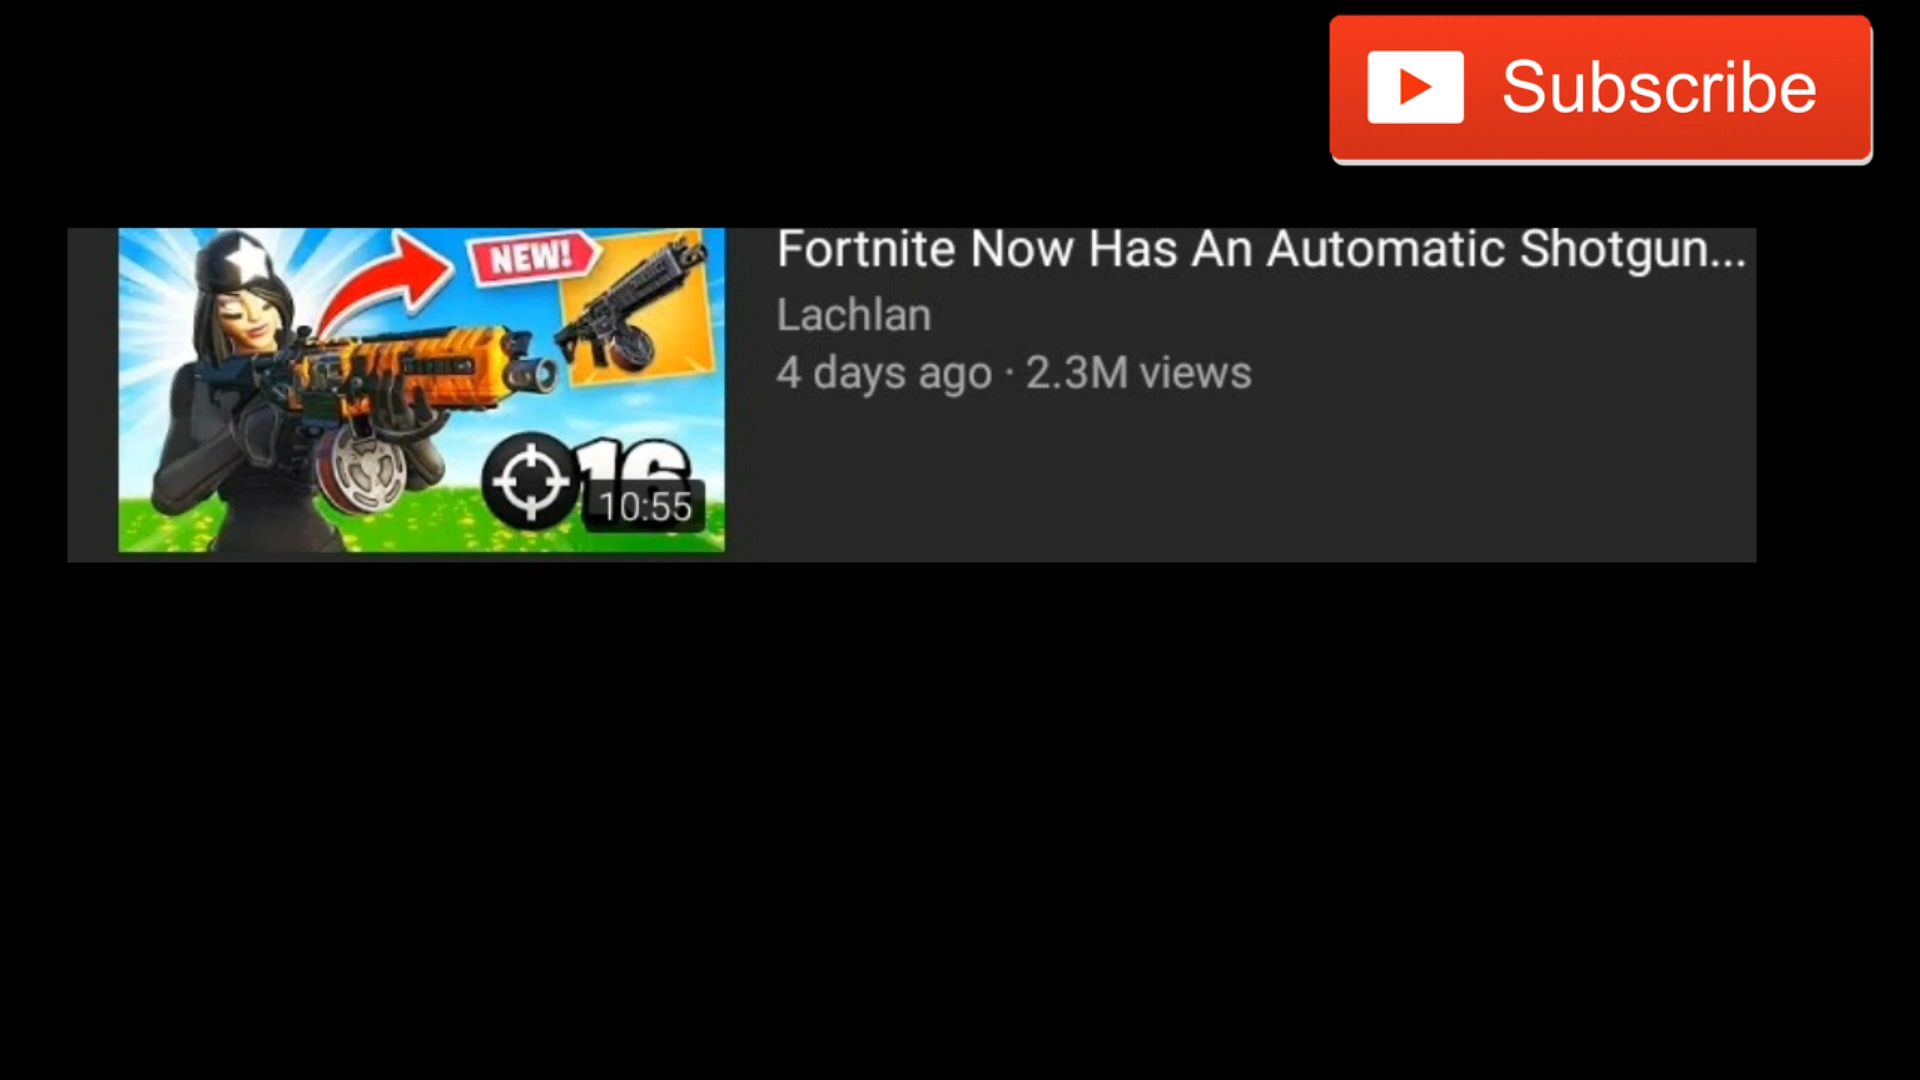 Subscribe
NEW!
Fortnite Now Has An Automatic Shotgun...
Lachlan
4 days ago · 2.3M views
16
10:55